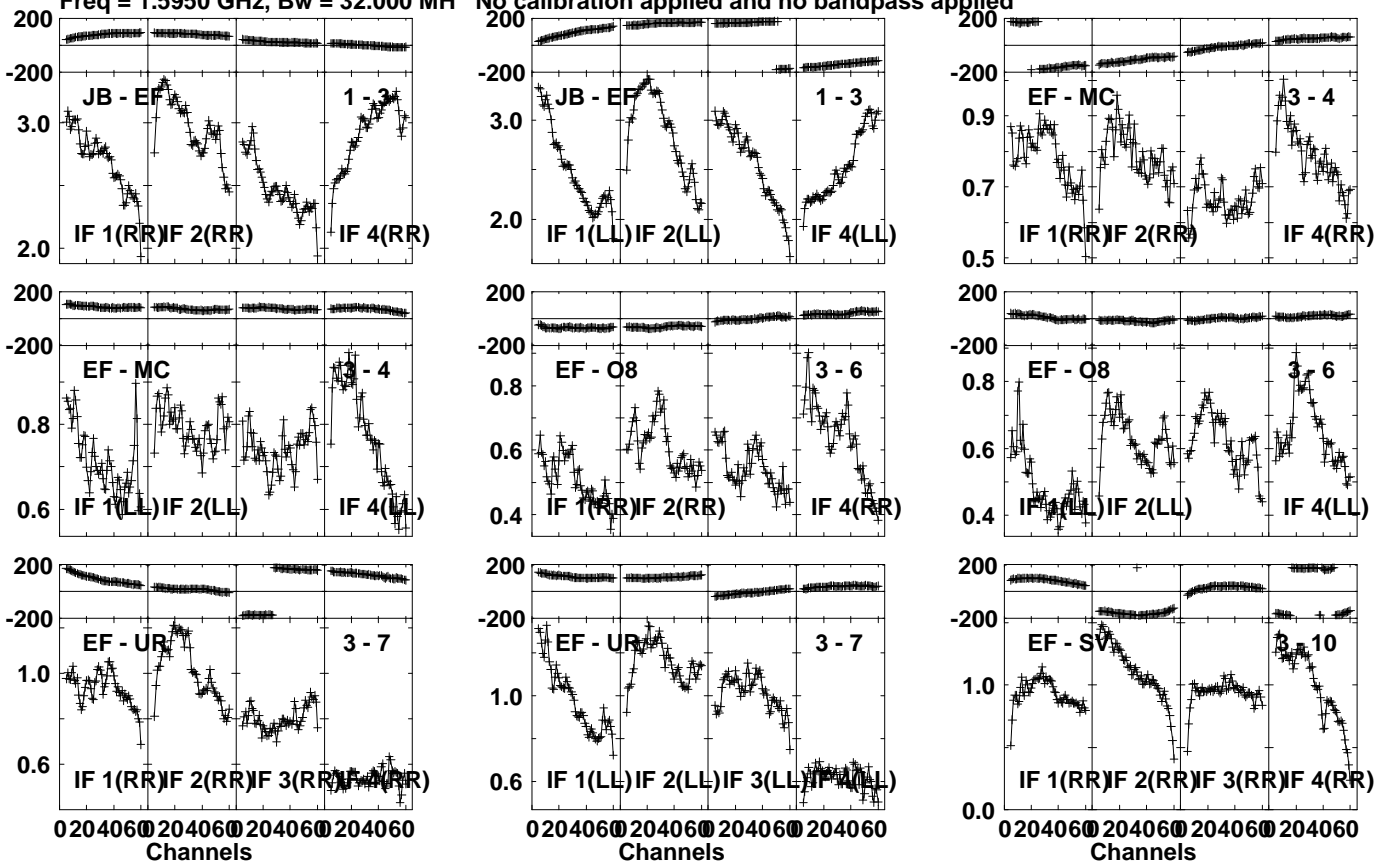 Freq = 1.5950 GHz, Bw = 32.000 MH No calibration applied and no bandpass applied
200
-200
JB - EF 1 - 3
3.0
2.0
IF 1(RR) IF 2(RR) IF 4(RR)
JB - EF 1 - 3
3.0
2.0
IF 1(LL) IF 2(LL) IF 4(LL)
200
-200
EF - MC 3 - 4
0.9
0.7
0.5
IF 1(RR) IF 2(RR) IF 4(RR)
200
-200
EF - MC 3 - 4
0.8
0.6
IF 1(LL) IF 2(LL) IF 4(LL)
200
-200
EF - O8 3 - 6
0.8
0.6
0.4
IF 1(RR) IF 2(RR) IF 4(RR)
200
-200
EF - O8 3 - 6
0.8
0.6
0.4
IF 1(LL) IF 2(LL) IF 4(LL)
200
-200
EF - UR 3 - 7
1.0
0.6
IF 1(RR) IF 2(RR) IF 3(RR) IF 4(RR)
0 20 40 60 0 20 40 60 0 20 40 60 0 20 40 60
Channels
200
-200
EF - UR 3 - 7
1.0
0.6
IF 1(LL) IF 2(LL) IF 3(LL) IF 4(LL)
0 20 40 60 0 20 40 60 0 20 40 60 0 20 40 60
Channels
200
-200
EF - SV 3 - 10
1.0
0.0
IF 1(RR) IF 2(RR) IF 3(RR) IF 4(RR)
0 20 40 60 0 20 40 60 0 20 40 60 0 20 40 60
Channels